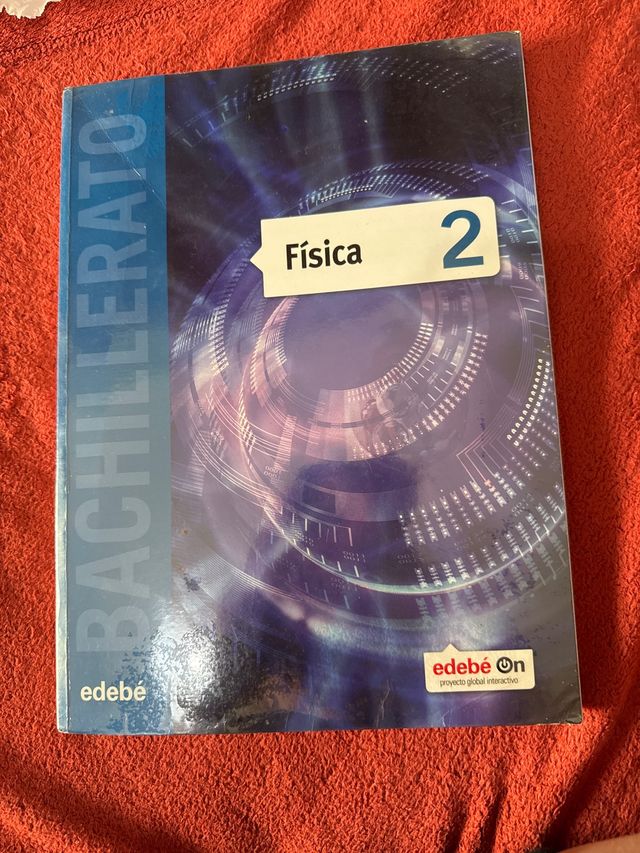 BACHILLERATO
Física 2
edebé On
proyecto global interactivo
edebé